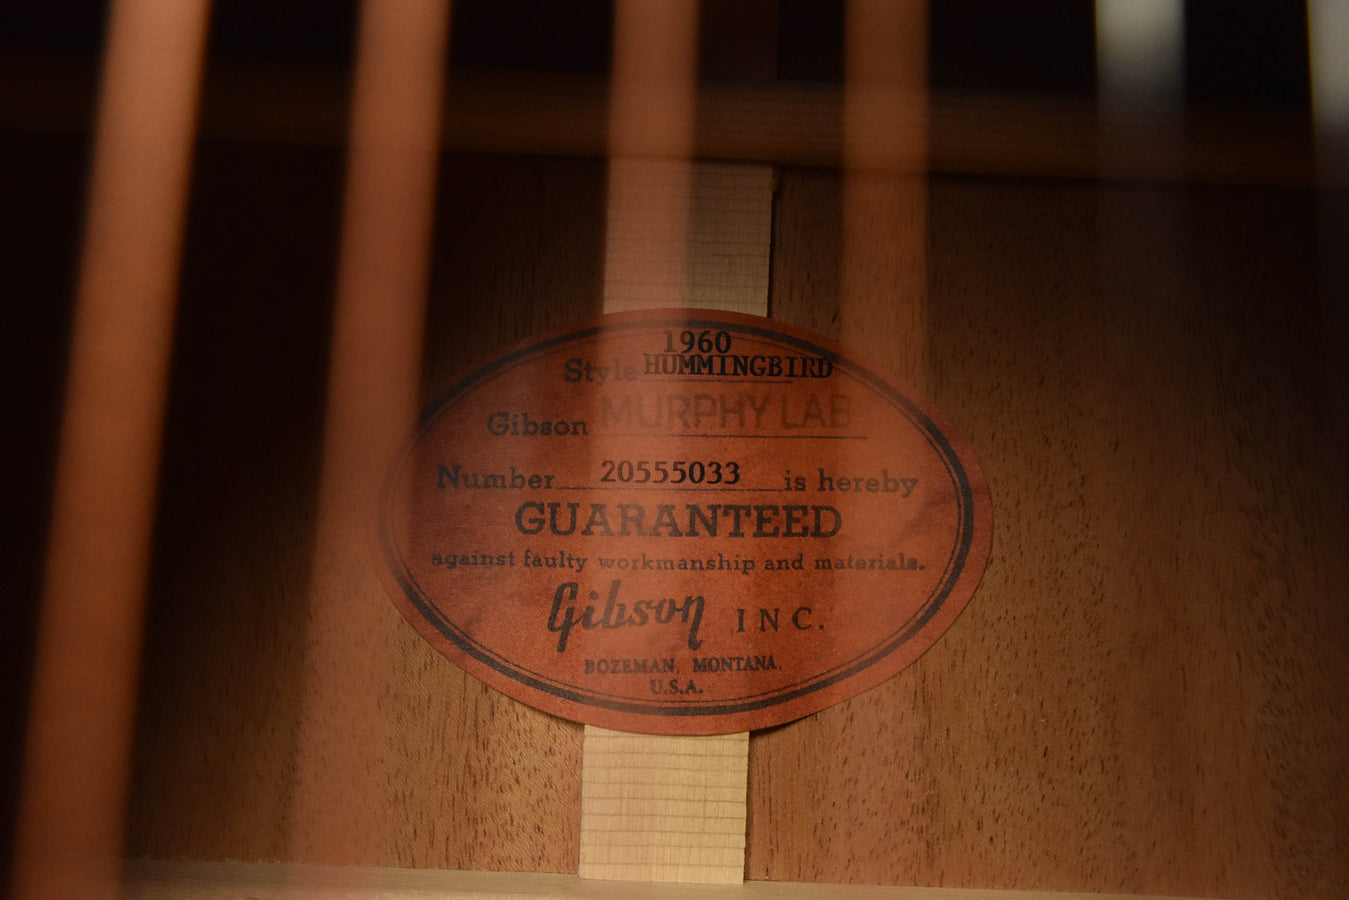 1960
Style HUMMINGBIRD
Gibson MURPHY LAB
Number 20555033 is hereby
GUARANTEED
against faulty workmanship and materials.
Gibson INC.
BOZEMAN, MONTANA,
U.S.A.